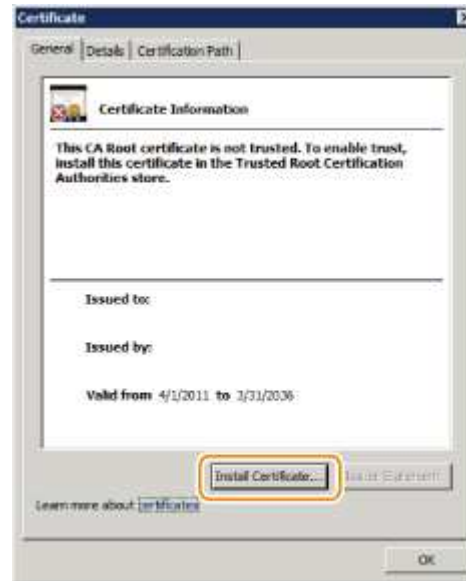 Certificate
General Details Certification Path
Certificate Information
This CA Root certificate is not trusted. To enable trust,
install this certificate in the Trusted Root Certification
Authorities store.
Issued to:
Issued by:
Valid from 4/1/2011 to 3/31/2036
Install Certificate... Issuer Statement
Learn more about certificates
OK